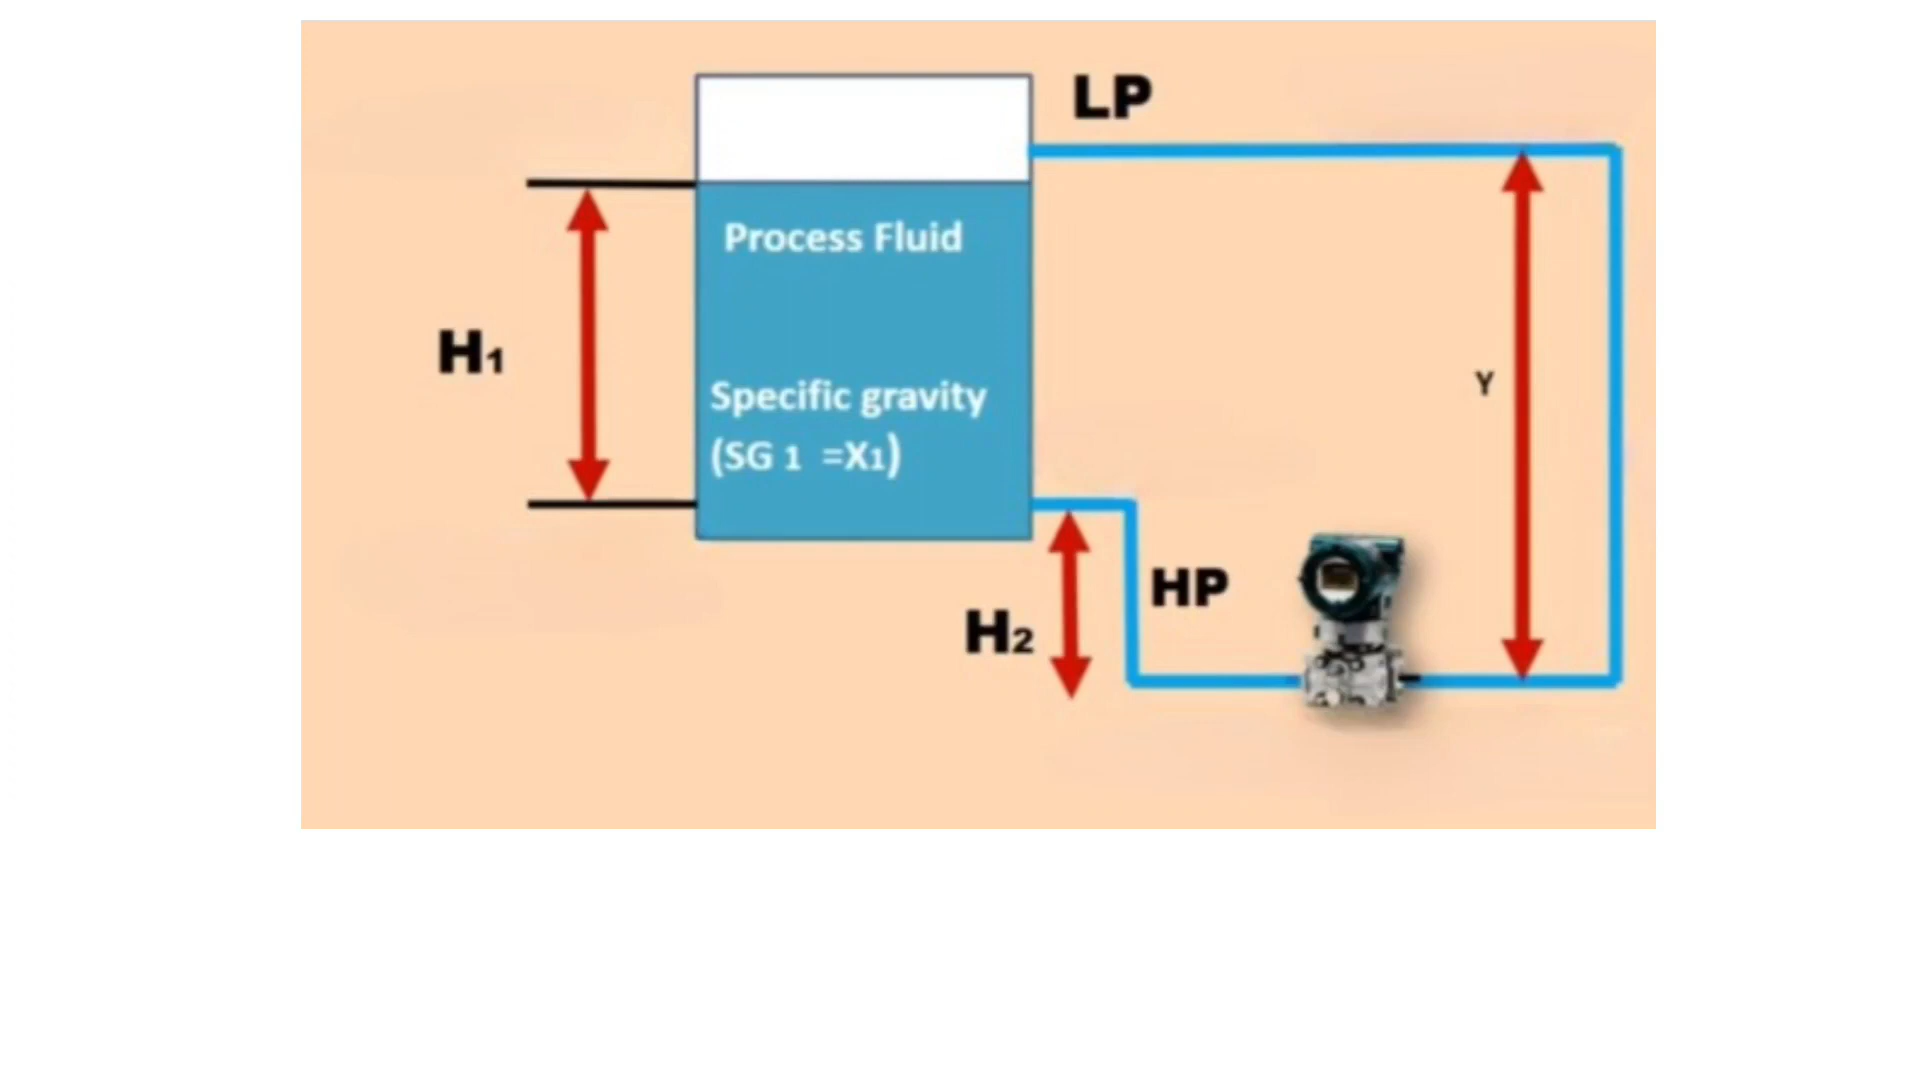 LP
Process Fluid
H1
Y
Specific gravity
(SG 1 =X1)
HP
H2